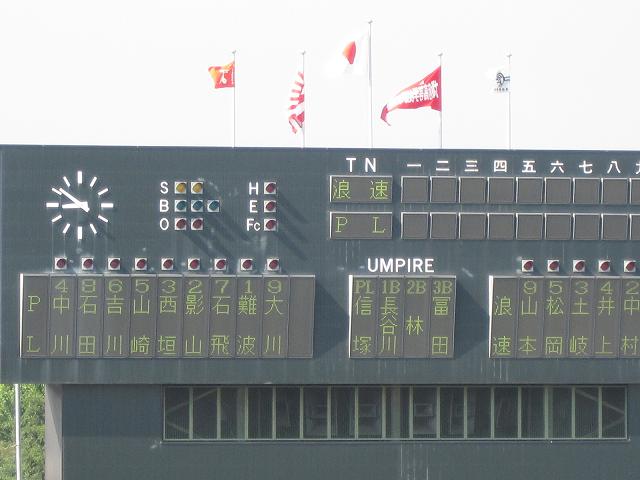 T N 一 二 三 四 五 六 七 八 九
S
B
O
H
E
Fc
浪 速
P L
UMPIRE
PL
4 中川
8 石田
6 吉川
5 山崎
3 西垣
2 影山
7 石飛
1 難波
9 大川
PL 信塚
1B 長谷川
2B 林
3B 冨田
浪速
9 山本
5 松岡
3 土岐
4 井上
2 中村